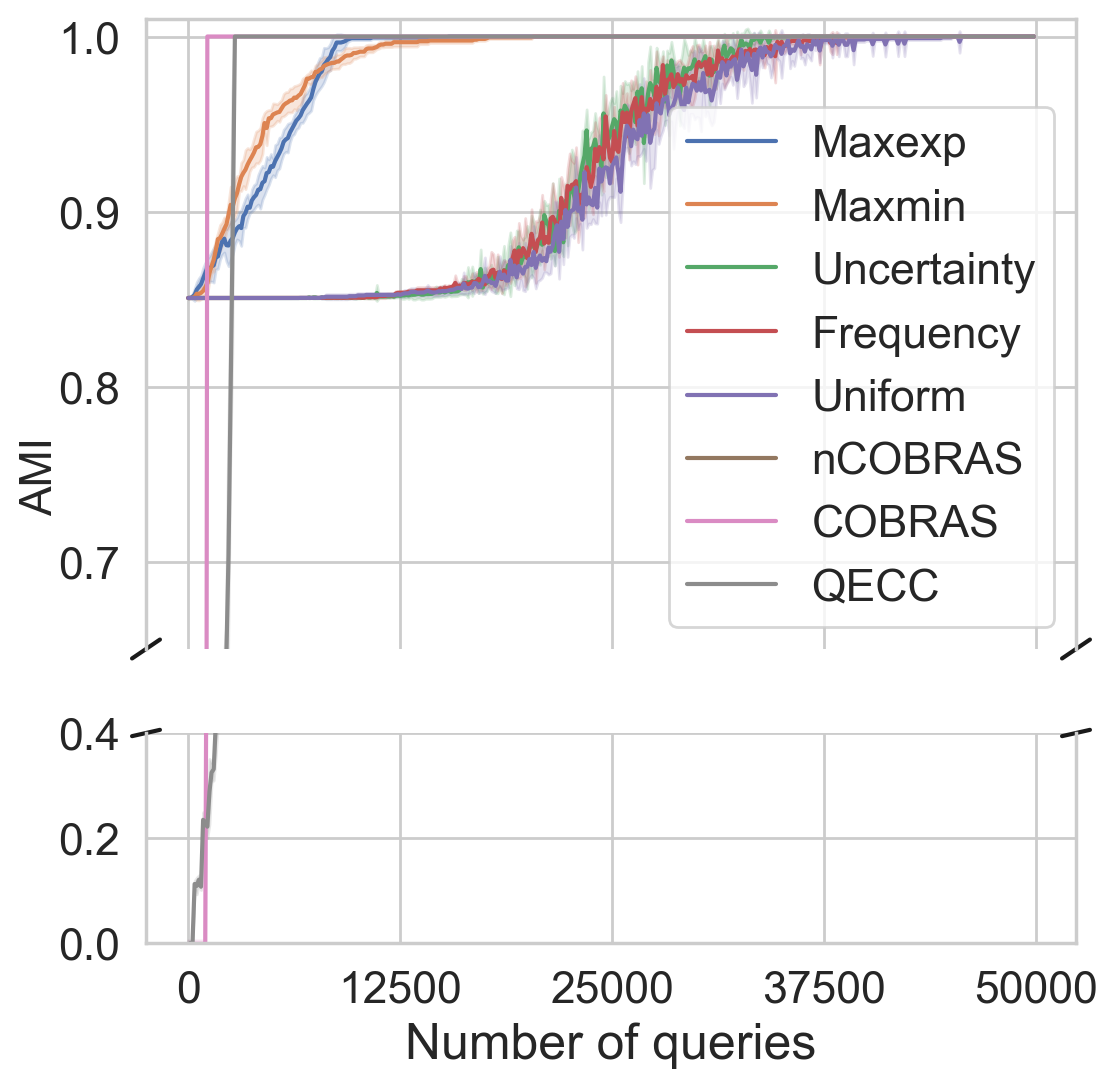 1.0
0.9
0.8
0.7
0.4
0.2
0.0
AMI
Maxexp
Maxmin
Uncertainty
Frequency
Uniform
nCOBRAS
COBRAS
QECC
0 12500 25000 37500 50000
Number of queries